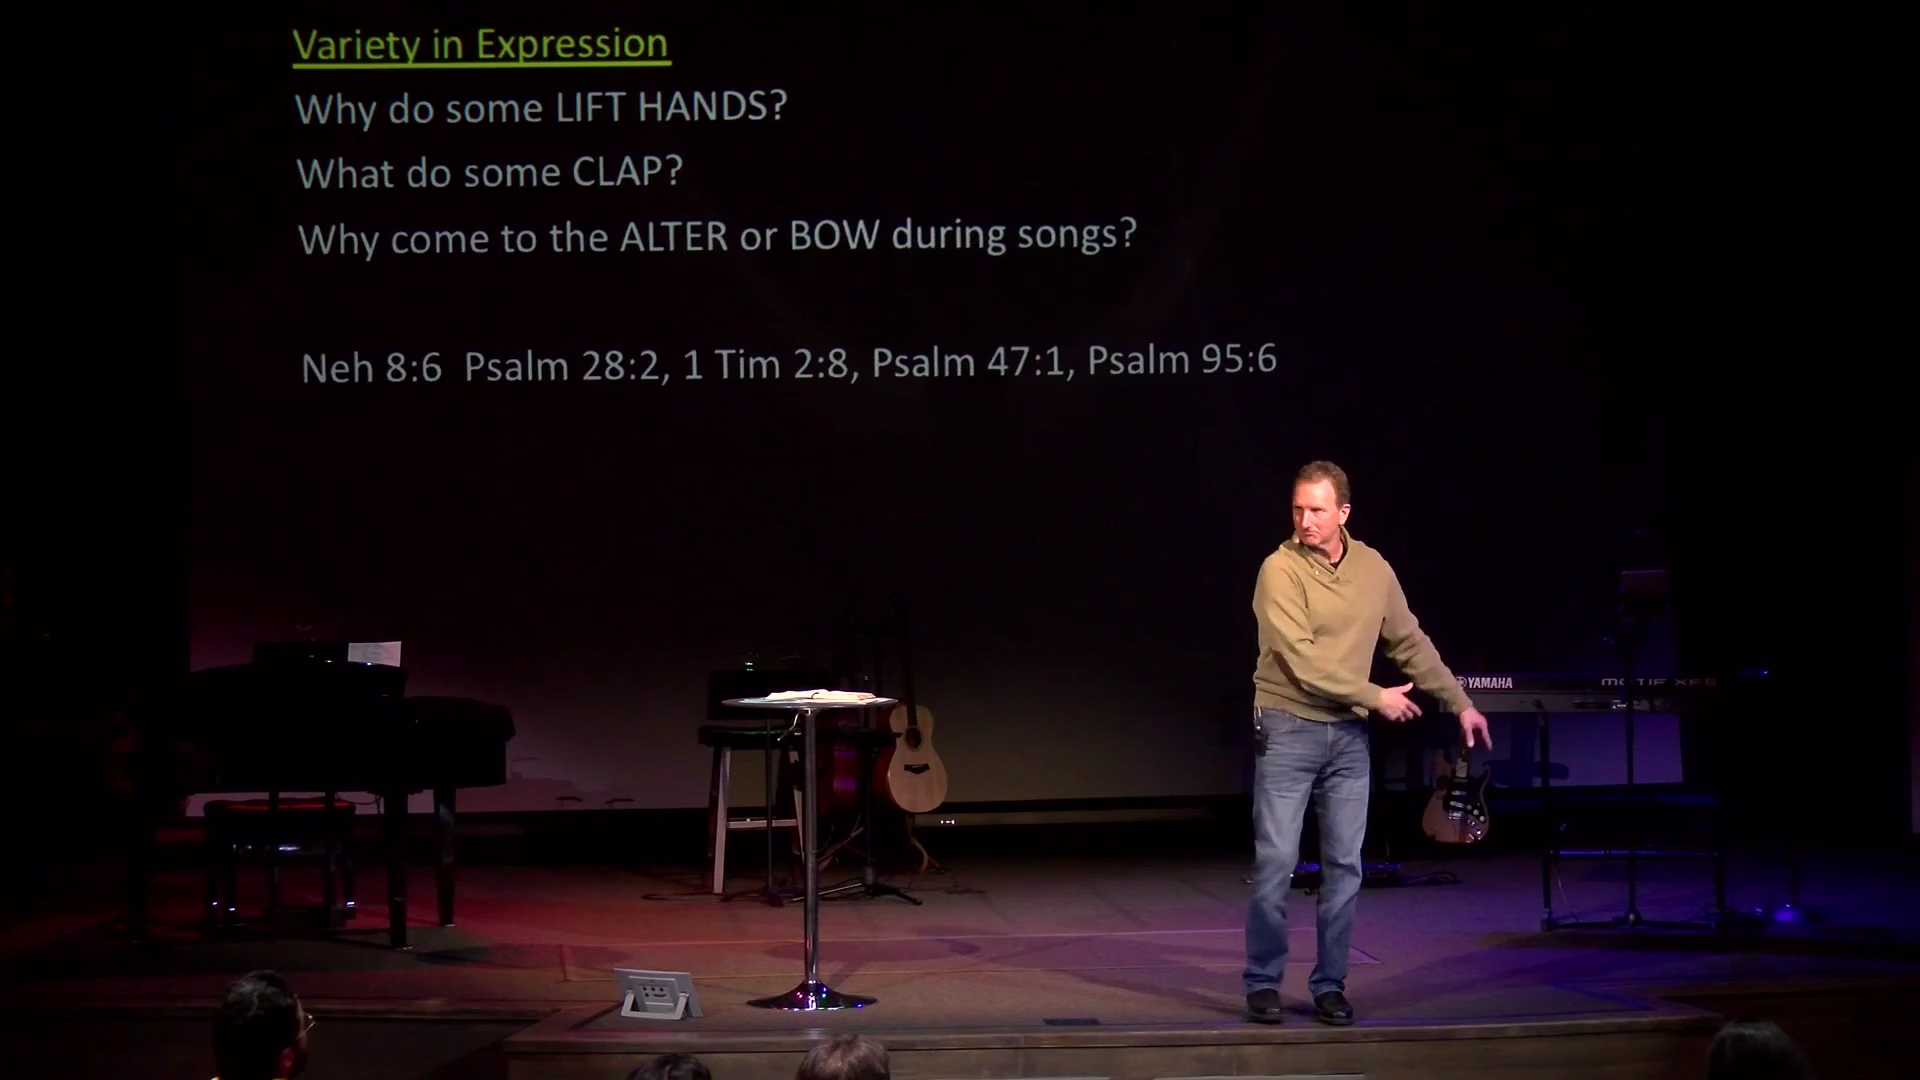 Variety in Expression
Why do some LIFT HANDS?
What do some CLAP?
Why come to the ALTER or BOW during songs?
Neh 8:6  Psalm 28:2, 1 Tim 2:8, Psalm 47:1, Psalm 95:6
YAMAHA
MOTIF XF6